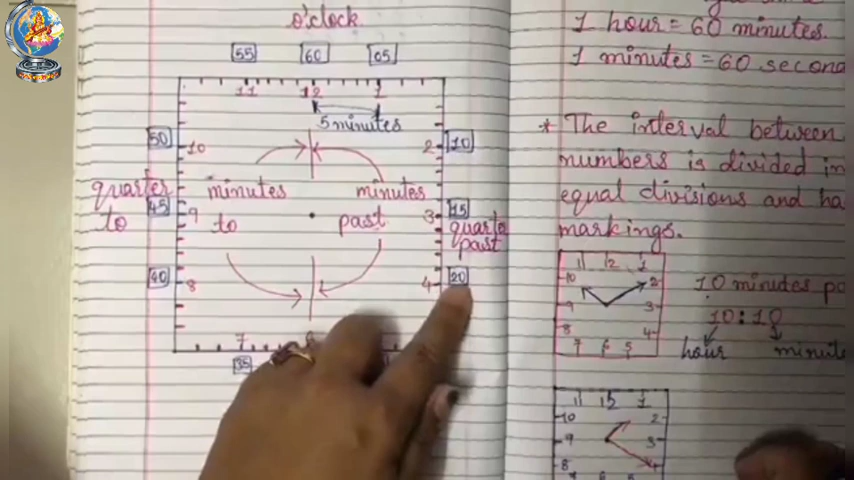 o'clock
55 60 05
11 12 1
5 minutes
50 10 2 10
quarter minutes minutes
to to past
45 9 3 15
quarter
past
40 8 4 20
7 6
35
1 hour = 60 minutes.
1 minutes = 60 second
* The interval between
numbers is divided in
equal divisions and ha
markings.
11 12 1
10 2
9 3
8 4
7 6 5
10 minutes pa
10:10
hour minute
11 12 1
10 2
9 3
8 4